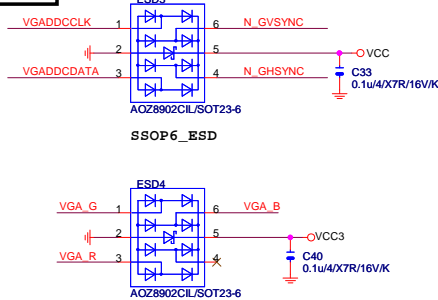 VGADDCCLK 1 6 N_GVSYNC
2 5 VCC
VGADDCDATA 3 4 N_GHSYNC
C33
0.1u/4/X7R/16V/K
AOZ8902CIL/SOT23-6
SSOP6_ESD
ESD4
VGA_G 1 6 VGA_B
2 5 VCC3
VGA_R 3 4
C40
0.1u/4/X7R/16V/K
AOZ8902CIL/SOT23-6